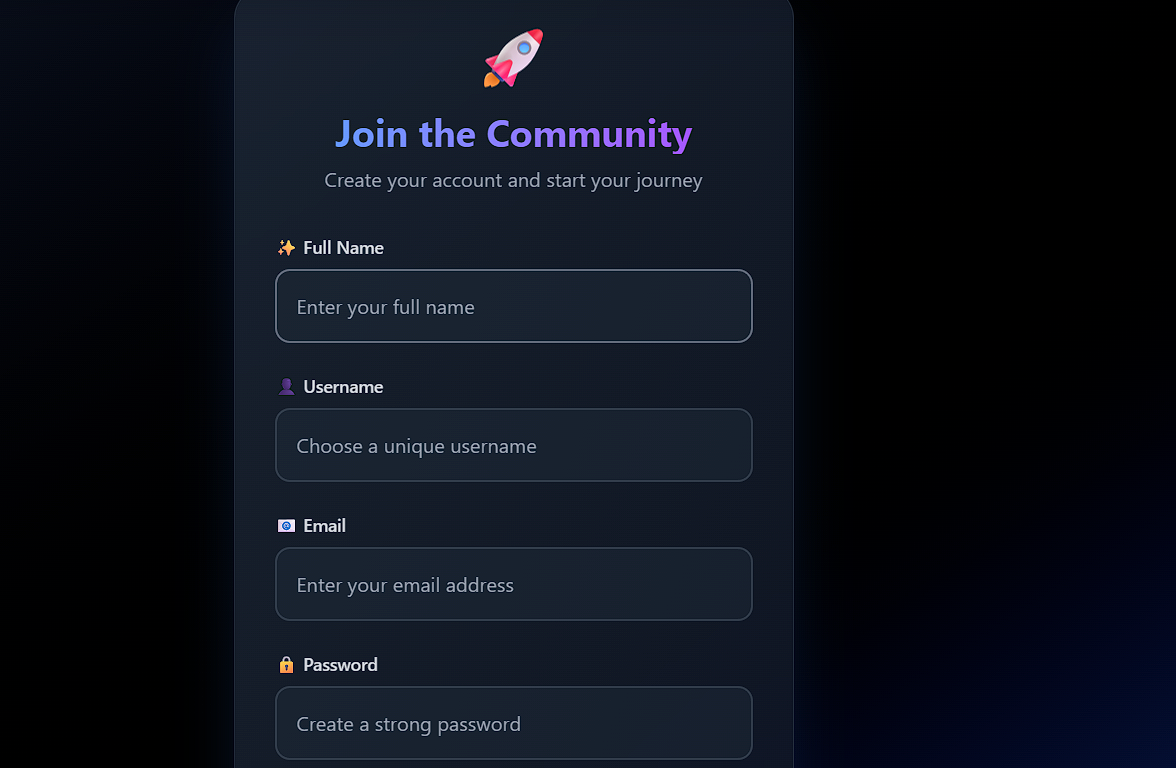 Join the Community
Create your account and start your journey
✨ Full Name
Enter your full name
👤 Username
Choose a unique username
📧 Email
Enter your email address
🔒 Password
Create a strong password